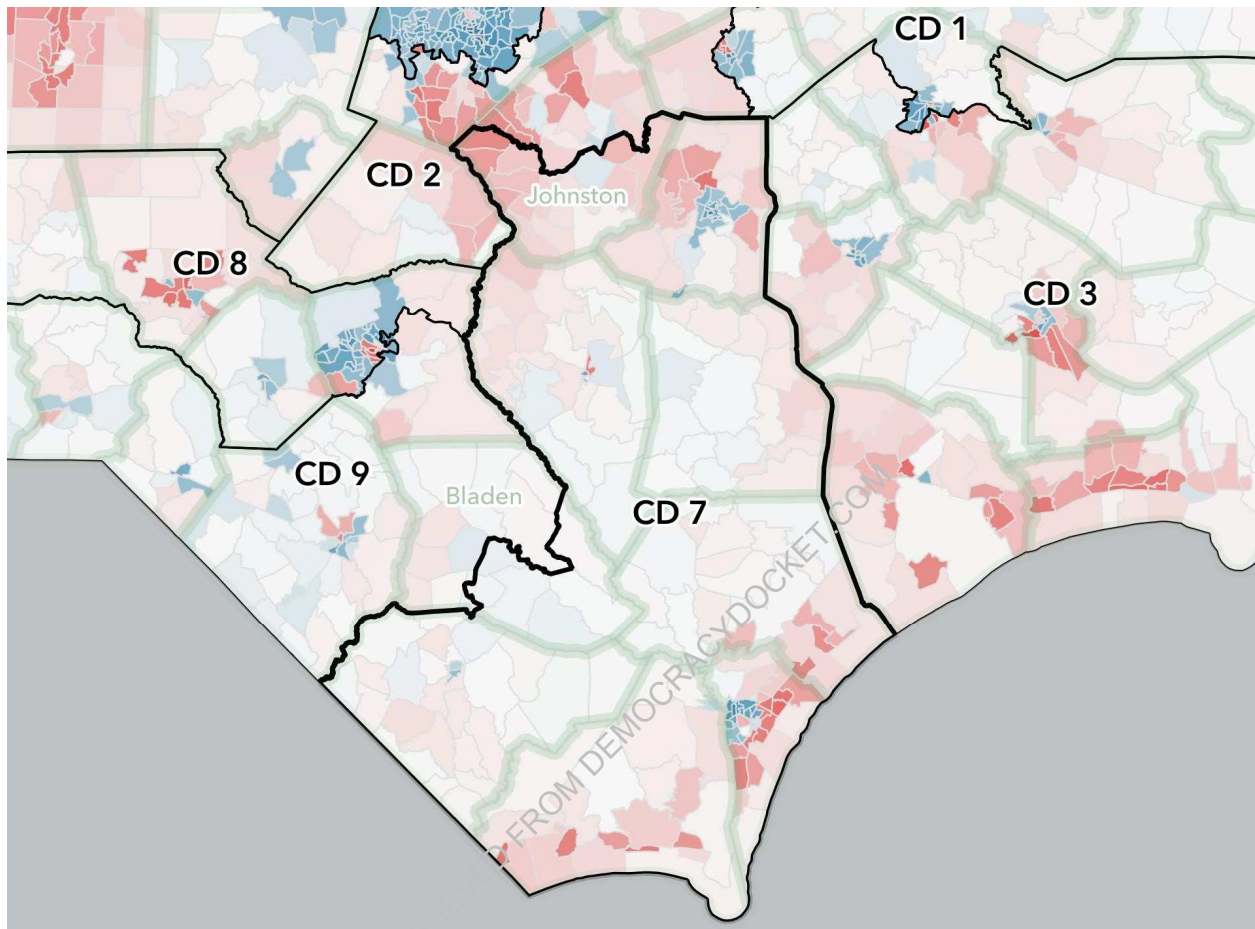 CD 1
CD 2
Johnston
CD 8
CD 3
CD 9
Bladen
CD 7
FROM DEMOCRACYDOCKET.COM